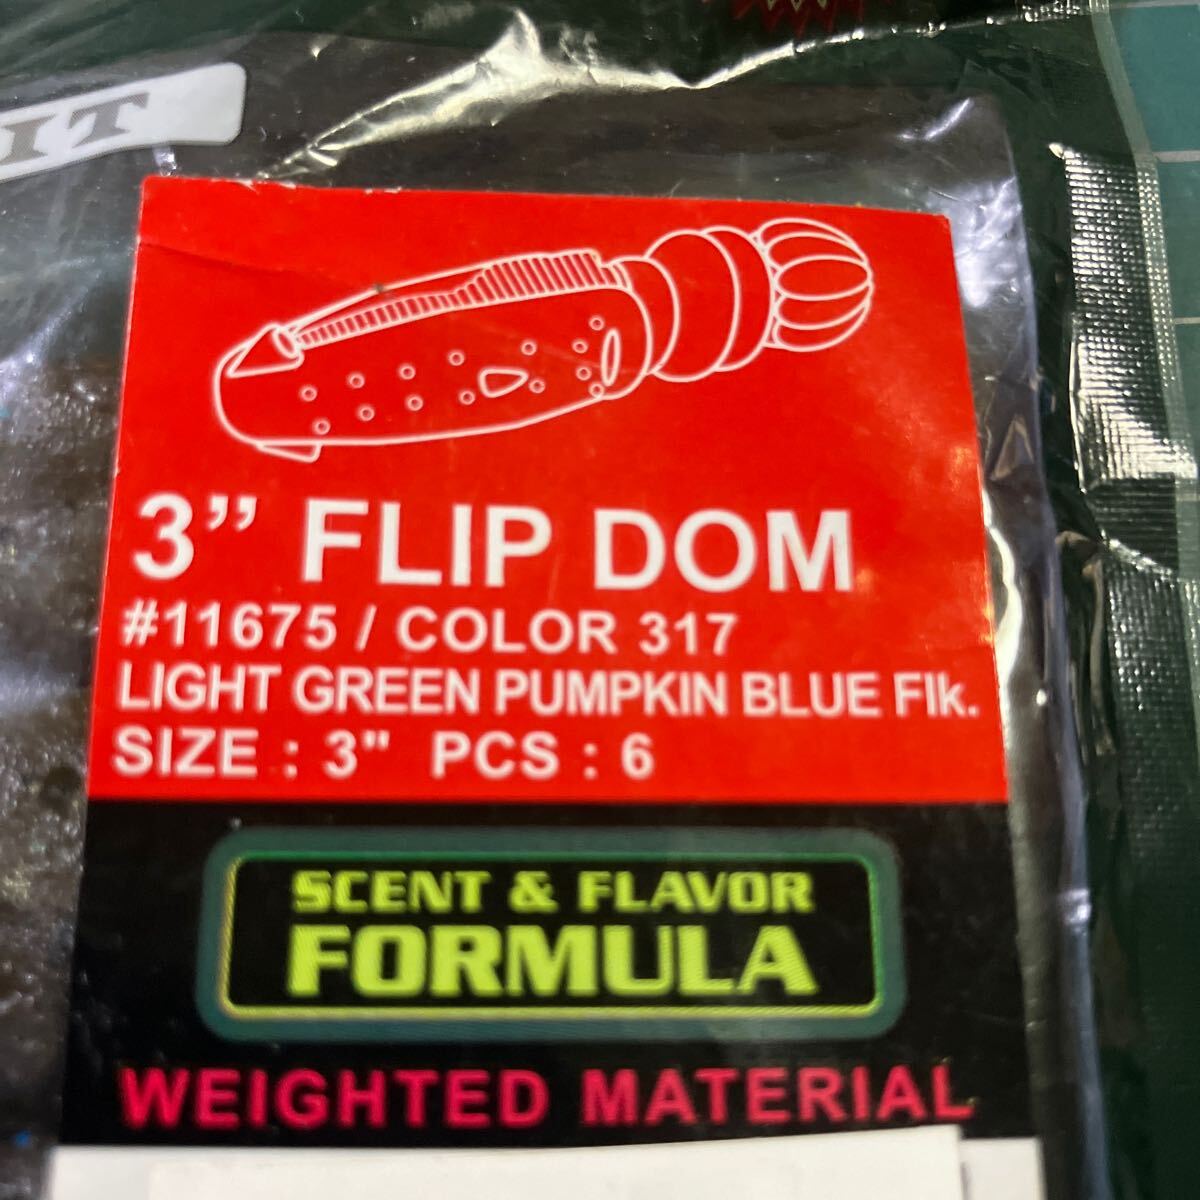 IT
3” FLIP DOM
#11675 / COLOR 317
LIGHT GREEN PUMPKIN BLUE Flk.
SIZE : 3" PCS : 6
SCENT & FLAVOR
FORMULA
WEIGHTED MATERIAL